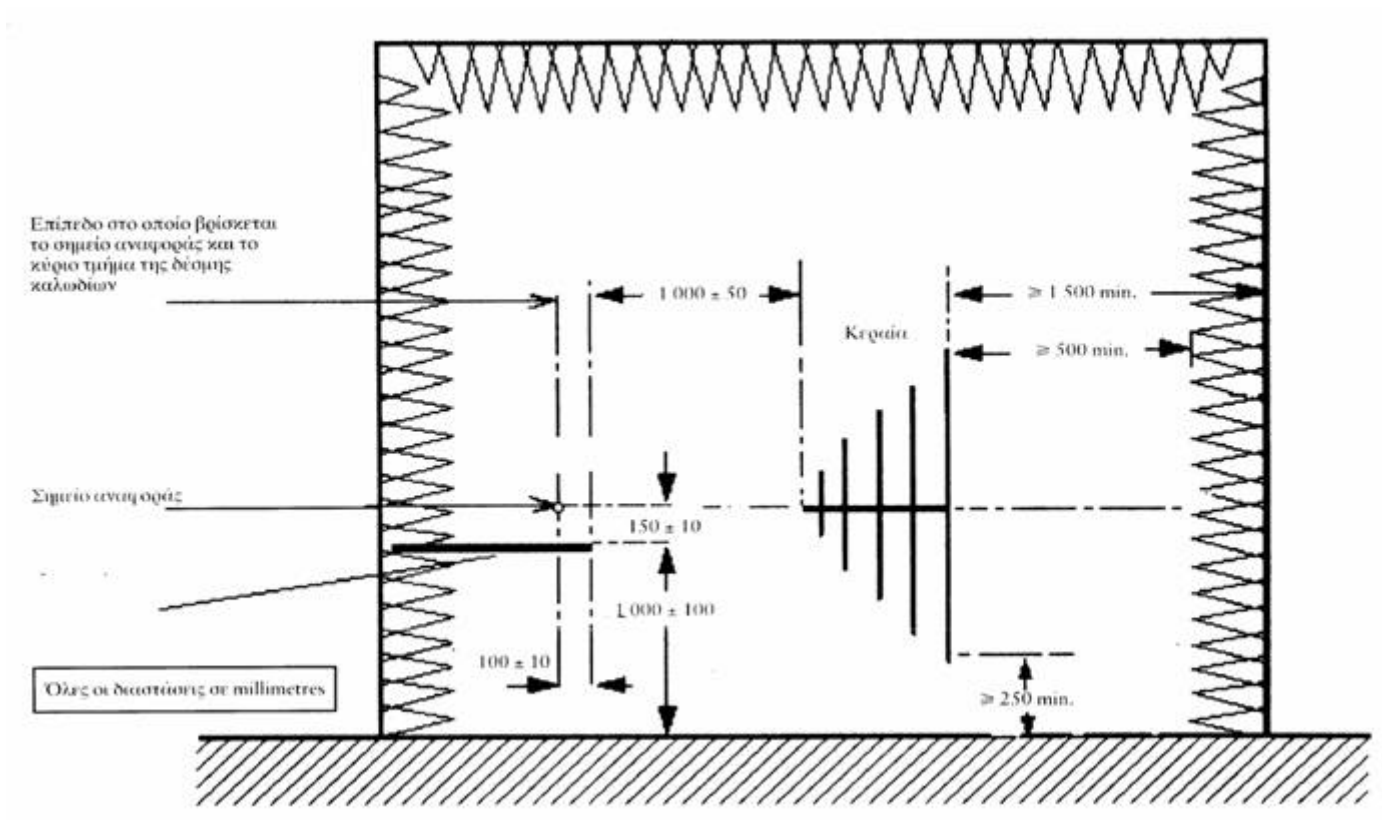 Επίπεδο στο οποίο βρίσκεται
το σημείο αναφοράς και το
κύριο τμήμα της δέσμης
καλωδίων
1 000 ± 50
≥ 1 500 min.
Κεραία
≥ 500 min.
Σημείο αναφοράς
150 ± 10
1 000 ± 100
100 ± 10
Όλες οι διαστάσεις σε millimetres
≥ 250 min.